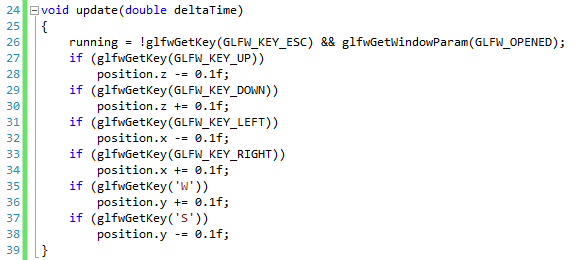 24 void update(double deltaTime)
25 {
26     running = !glfwGetKey(GLFW_KEY_ESC) && glfwGetWindowParam(GLFW_OPENED);
27     if (glfwGetKey(GLFW_KEY_UP))
28         position.z -= 0.1f;
29     if (glfwGetKey(GLFW_KEY_DOWN))
30         position.z += 0.1f;
31     if (glfwGetKey(GLFW_KEY_LEFT))
32         position.x -= 0.1f;
33     if (glfwGetKey(GLFW_KEY_RIGHT))
34         position.x += 0.1f;
35     if (glfwGetKey('W'))
36         position.y += 0.1f;
37     if (glfwGetKey('S'))
38         position.y -= 0.1f;
39 }